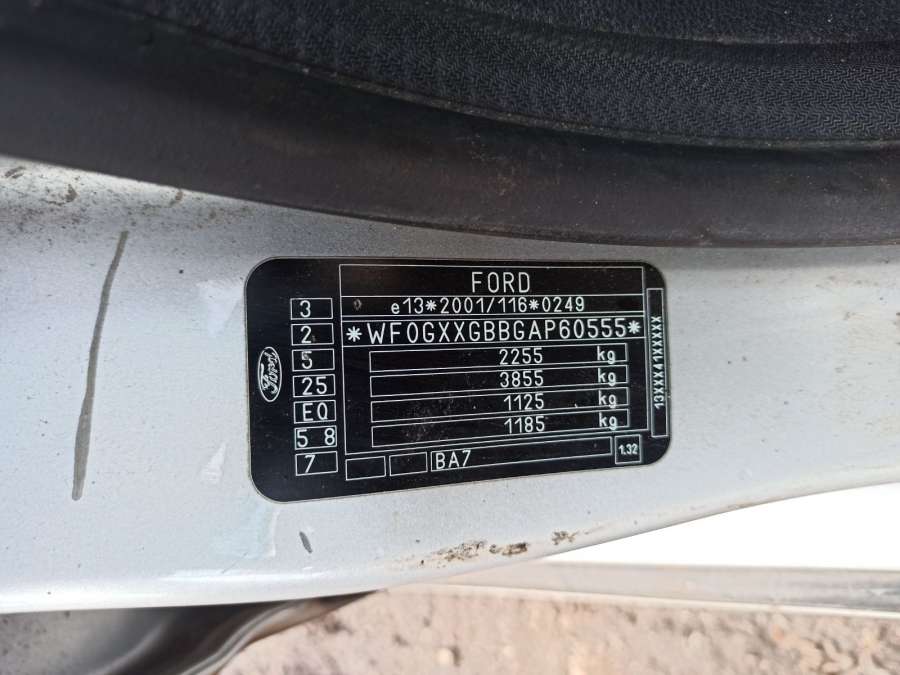 FORD
e13*2001/116*0249
*WF0GXXGBBGAP60555*
2255 kg
3855 kg
1125 kg
1185 kg
BA7
1.32
3
2
5
25
EQ
5 8
7
Ford
13XXX41XXXXX